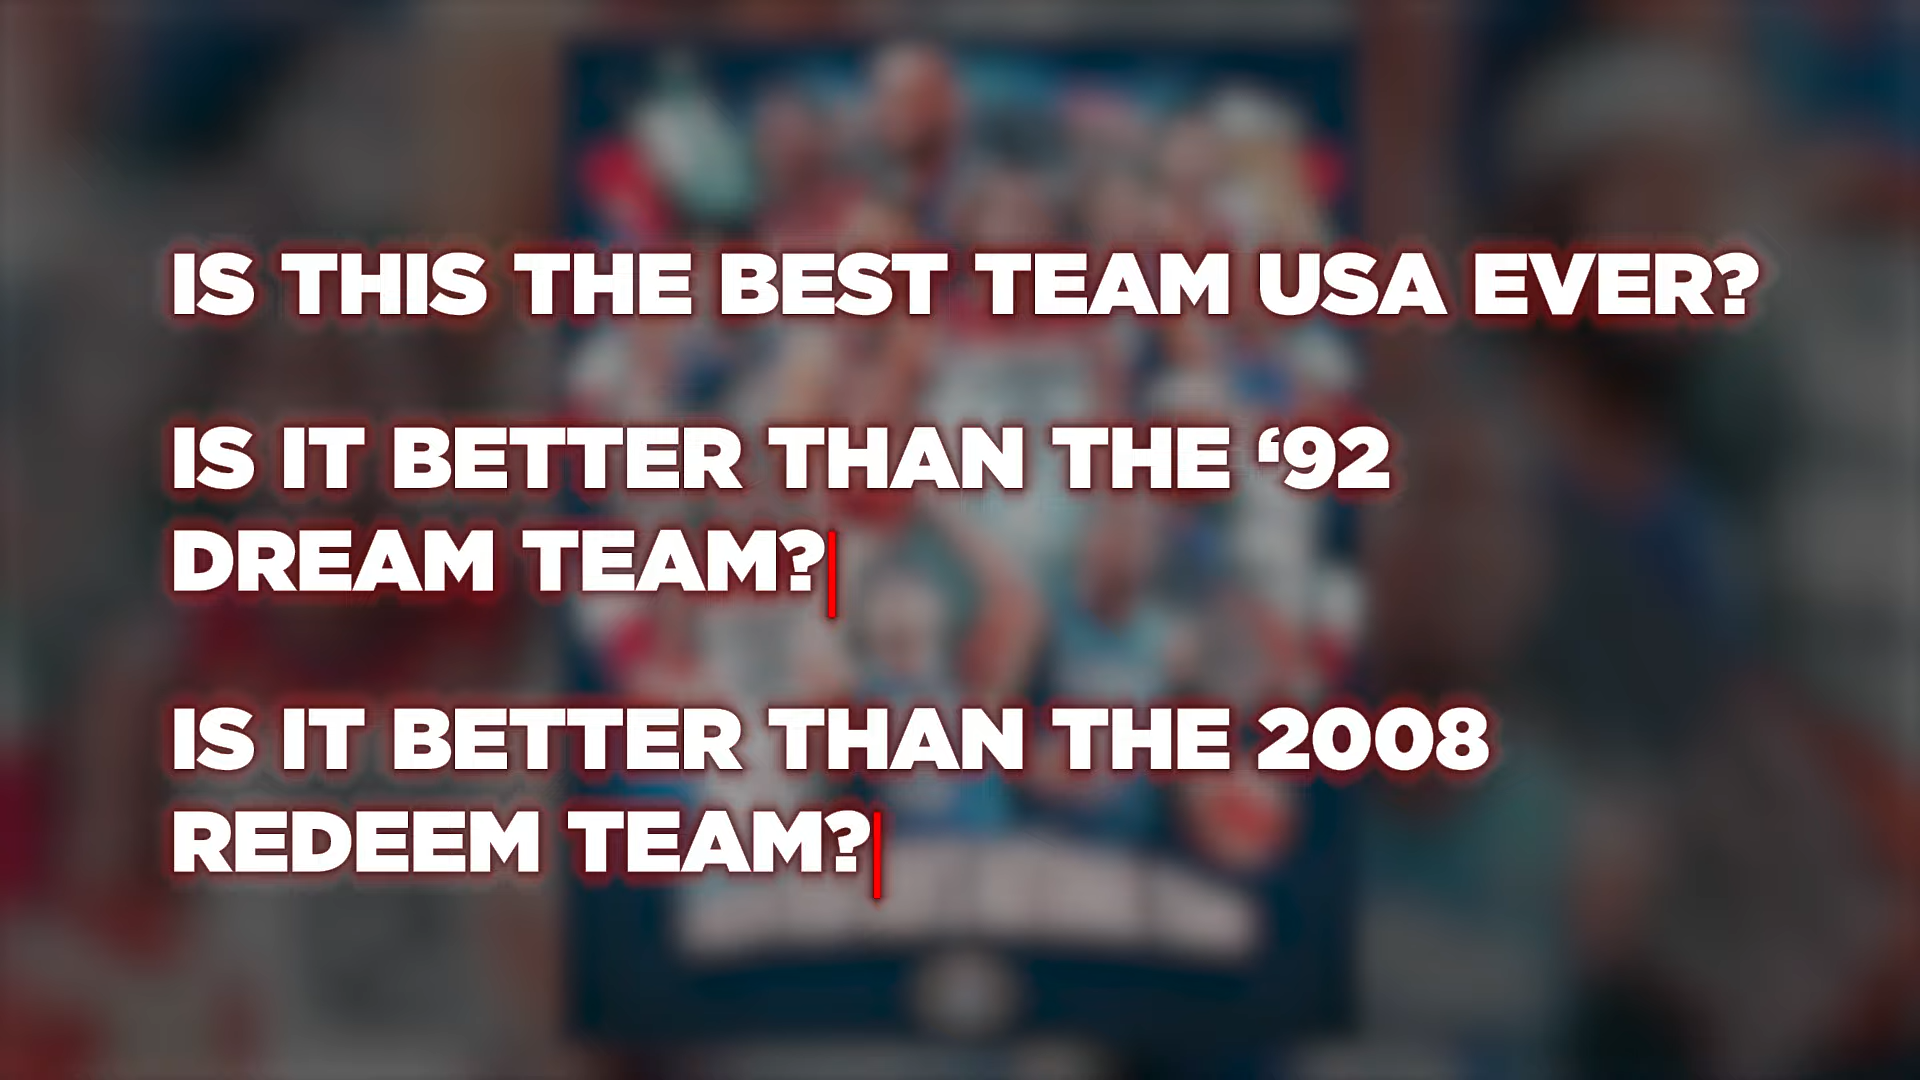 IS THIS THE BEST TEAM USA EVER?
IS IT BETTER THAN THE ‘92
DREAM TEAM?
IS IT BETTER THAN THE 2008
REDEEM TEAM?